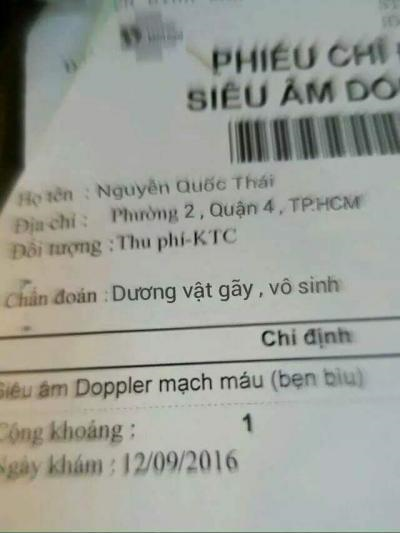 PHIẾU CHỈ
SIÊU ÂM DO
Họ tên : Nguyễn Quốc Thái
Địa chỉ : Phường 2 , Quận 4 , TP.HCM
Đối tượng : Thu phí-KTC
Chẩn đoán : Dương vật gãy , vô sinh
Chỉ định
Siêu âm Doppler mạch máu (bẹn bìu)
Cộng khoảng : 1
Ngày khám : 12/09/2016